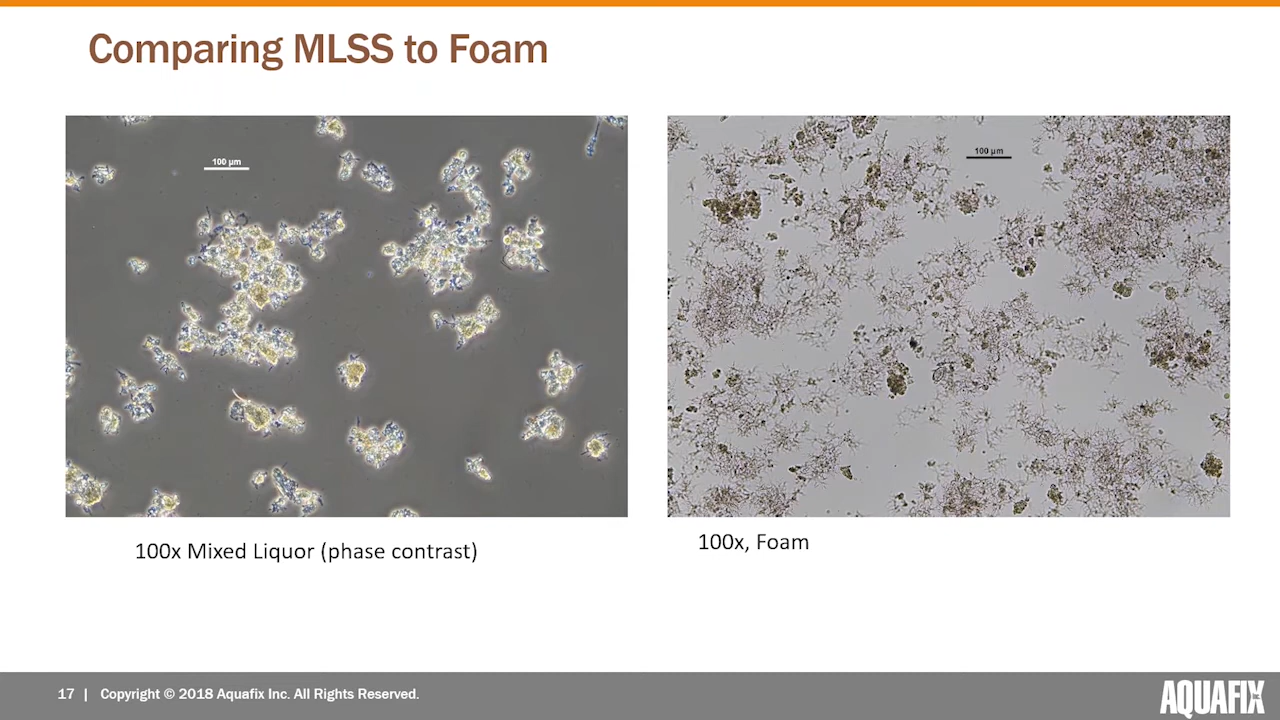 Comparing MLSS to Foam
100 µm
100 µm
100x Mixed Liquor (phase contrast)
100x, Foam
17 | Copyright © 2018 Aquafix Inc. All Rights Reserved.
AQUAFIX INC.